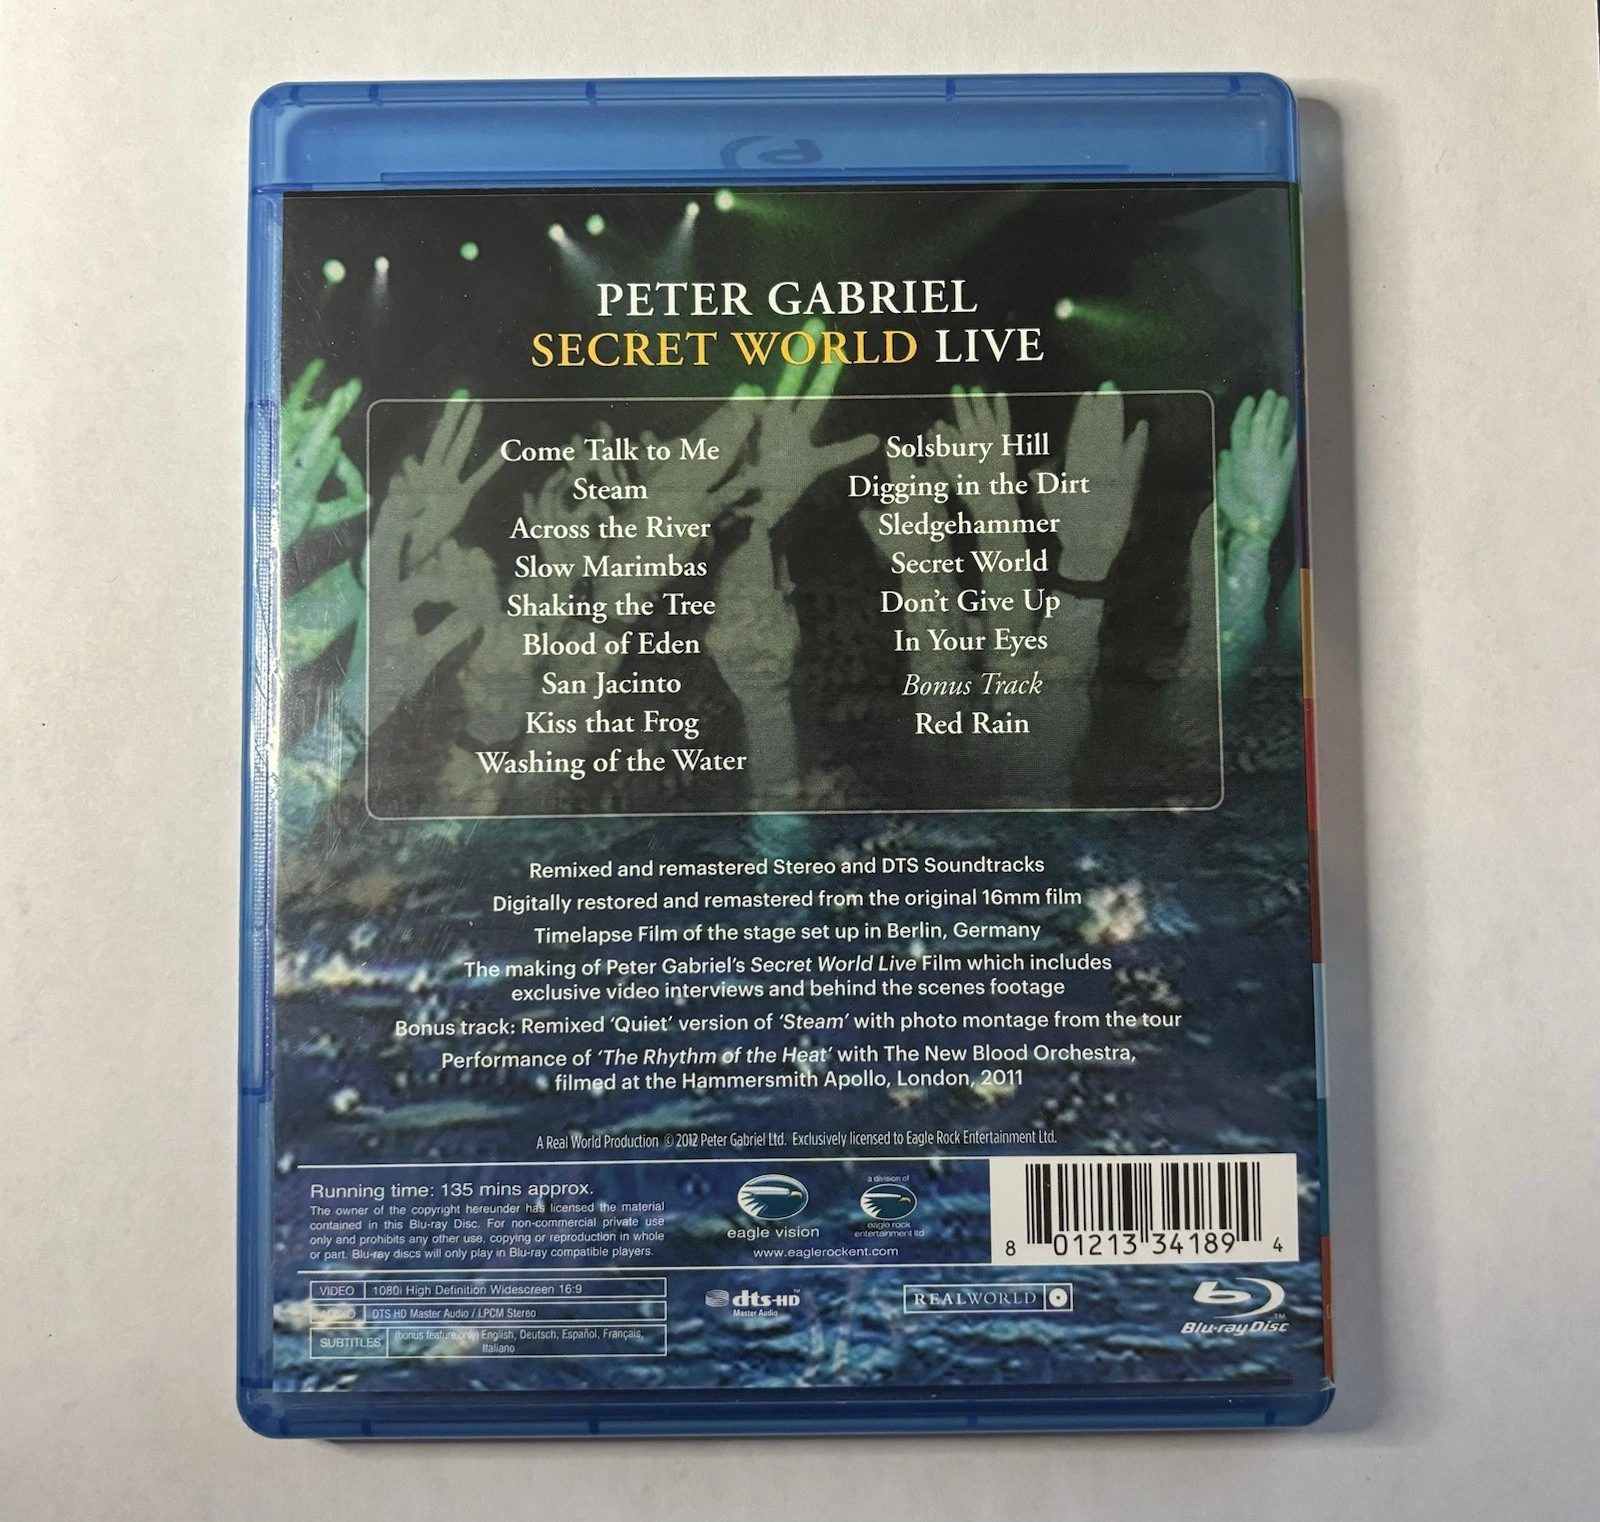 PETER GABRIEL
SECRET WORLD LIVE
Come Talk to Me
Steam
Across the River
Slow Marimbas
Shaking the Tree
Blood of Eden
San Jacinto
Kiss that Frog
Washing of the Water
Solsbury Hill
Digging in the Dirt
Sledgehammer
Secret World
Don't Give Up
In Your Eyes
Bonus Track
Red Rain
Remixed and remastered Stereo and DTS Soundtracks
Digitally restored and remastered from the original 16mm film
Timelapse Film of the stage set up in Berlin, Germany
The making of Peter Gabriel's Secret World Live Film which includes
exclusive video interviews and behind the scenes footage
Bonus track: Remixed 'Quiet' version of 'Steam' with photo montage from the tour
Performance of 'The Rhythm of the Heat' with The New Blood Orchestra,
filmed at the Hammersmith Apollo, London, 2011
A Real World Production © 2012 Peter Gabriel Ltd. Exclusively licensed to Eagle Rock Entertainment Ltd.
Running time: 135 mins approx.
The owner of the copyright hereunder has licensed the material
contained in this Blu-ray Disc. For non-commercial private use
only and prohibits any other use, copying or reproduction in whole
or part. Blu-ray discs will only play in Blu-ray compatible players.
eagle vision
a division of
eagle rock
entertainment ltd
www.eaglerockent.com
8 01213 34189 4
VIDEO 1080i High Definition Widescreen 16:9
AUDIO DTS HD Master Audio / LPCM Stereo
SUBTITLES (bonus feature only) English, Deutsch, Español, Français,
Italiano
dts-HD™
Master Audio
REALWORLD
Blu-ray Disc™